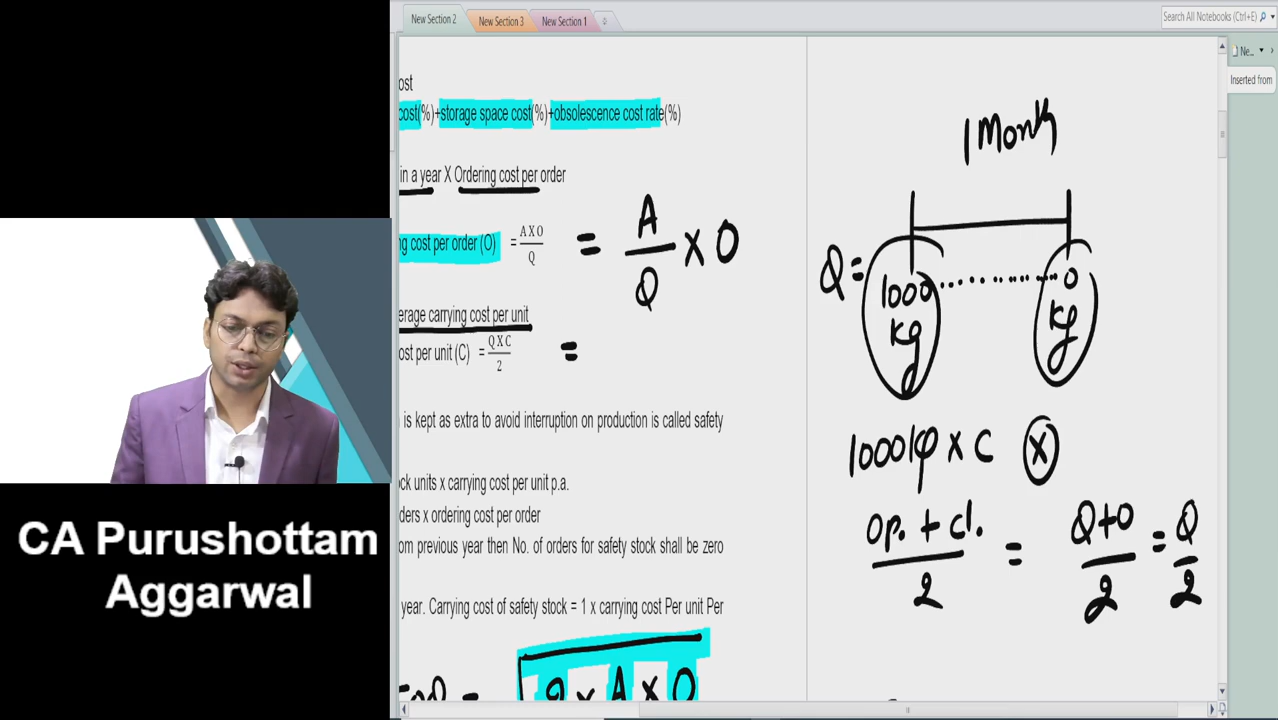 New Section 2
New Section 3
New Section 1
Search All Notebooks (Ctrl+E)
Ne...
Inserted from
ost
cost(%)+storage space cost(%)+obsolescence cost rate(%)
in a year X Ordering cost per order
ng cost per order (O) = A X O / Q = A / Q X O
erage carrying cost per unit
ost per unit (C) = Q X C / 2 =
is kept as extra to avoid interruption on production is called safety
ck units x carrying cost per unit p.a.
ders x ordering cost per order
om previous year then No. of orders for safety stock shall be zero
year. Carrying cost of safety stock = 1 x carrying cost Per unit Per
2 x A x O
1 Month
Q = 1000 kg 0 kg
x C X
Op. + Cl. / 2 = Q+0 / 2 = Q / 2
CA Purushottam
Aggarwal